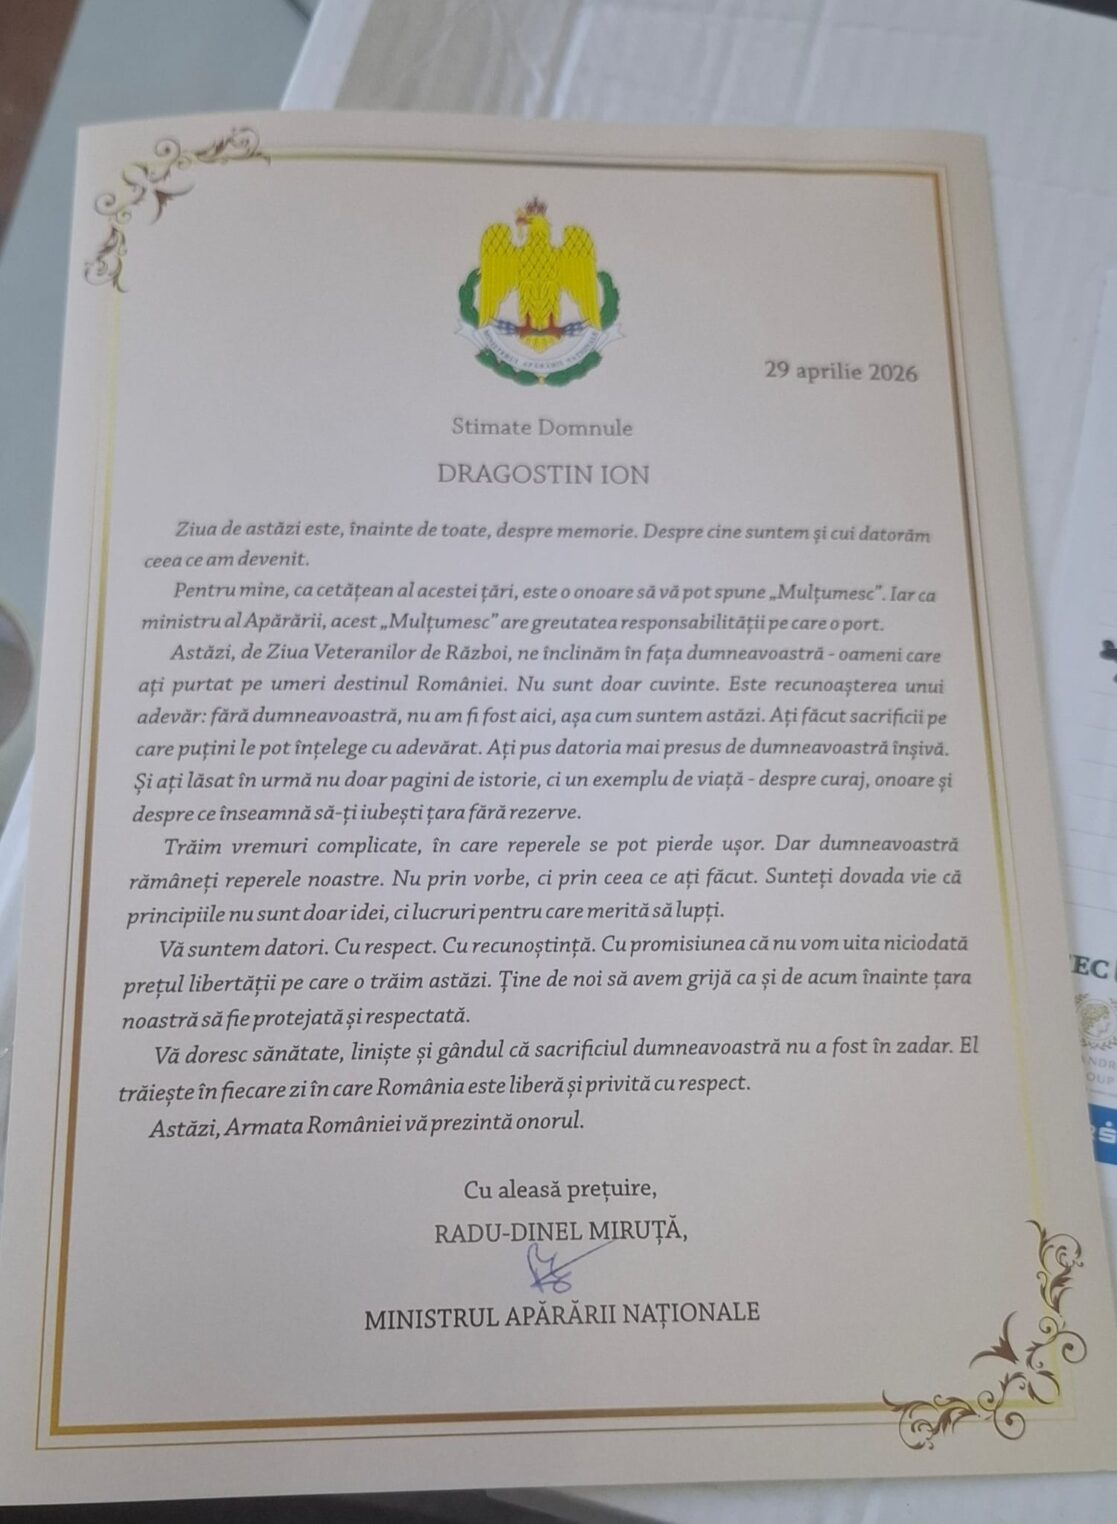 MINISTERUL APĂRĂRII NAȚIONALE
29 aprilie 2026
Stimate Domnule
DRAGOSTIN ION
Ziua de astăzi este, înainte de toate, despre memorie. Despre cine suntem și cui datorăm
ceea ce am devenit.
Pentru mine, ca cetățean al acestei țări, este o onoare să vă pot spune „Mulțumesc”. Iar ca
ministru al Apărării, acest „Mulțumesc” are greutatea responsabilității pe care o port.
Astăzi, de Ziua Veteranilor de Război, ne înclinăm în fața dumneavoastră - oameni care
ați purtat pe umeri destinul României. Nu sunt doar cuvinte. Este recunoașterea unui
adevăr: fără dumneavoastră, nu am fi fost aici, așa cum suntem astăzi. Ați făcut sacrificii pe
care puțini le pot înțelege cu adevărat. Ați pus datoria mai presus de dumneavoastră înșivă.
Și ați lăsat în urmă nu doar pagini de istorie, ci un exemplu de viață - despre curaj, onoare și
despre ce înseamnă să-ți iubești țara fără rezerve.
Trăim vremuri complicate, în care reperele se pot pierde ușor. Dar dumneavoastră
rămâneți reperele noastre. Nu prin vorbe, ci prin ceea ce ați făcut. Sunteți dovada vie că
principiile nu sunt doar idei, ci lucruri pentru care merită să lupți.
Vă suntem datori. Cu respect. Cu recunoștință. Cu promisiunea că nu vom uita niciodată
prețul libertății pe care o trăim astăzi. Ține de noi să avem grijă ca și de acum înainte țara
noastră să fie protejată și respectată.
Vă doresc sănătate, liniște și gândul că sacrificiul dumneavoastră nu a fost în zadar. El
trăiește în fiecare zi în care România este liberă și privită cu respect.
Astăzi, Armata României vă prezintă onorul.
Cu aleasă prețuire,
RADU-DINEL MIRUȚĂ,
MINISTRUL APĂRĂRII NAȚIONALE